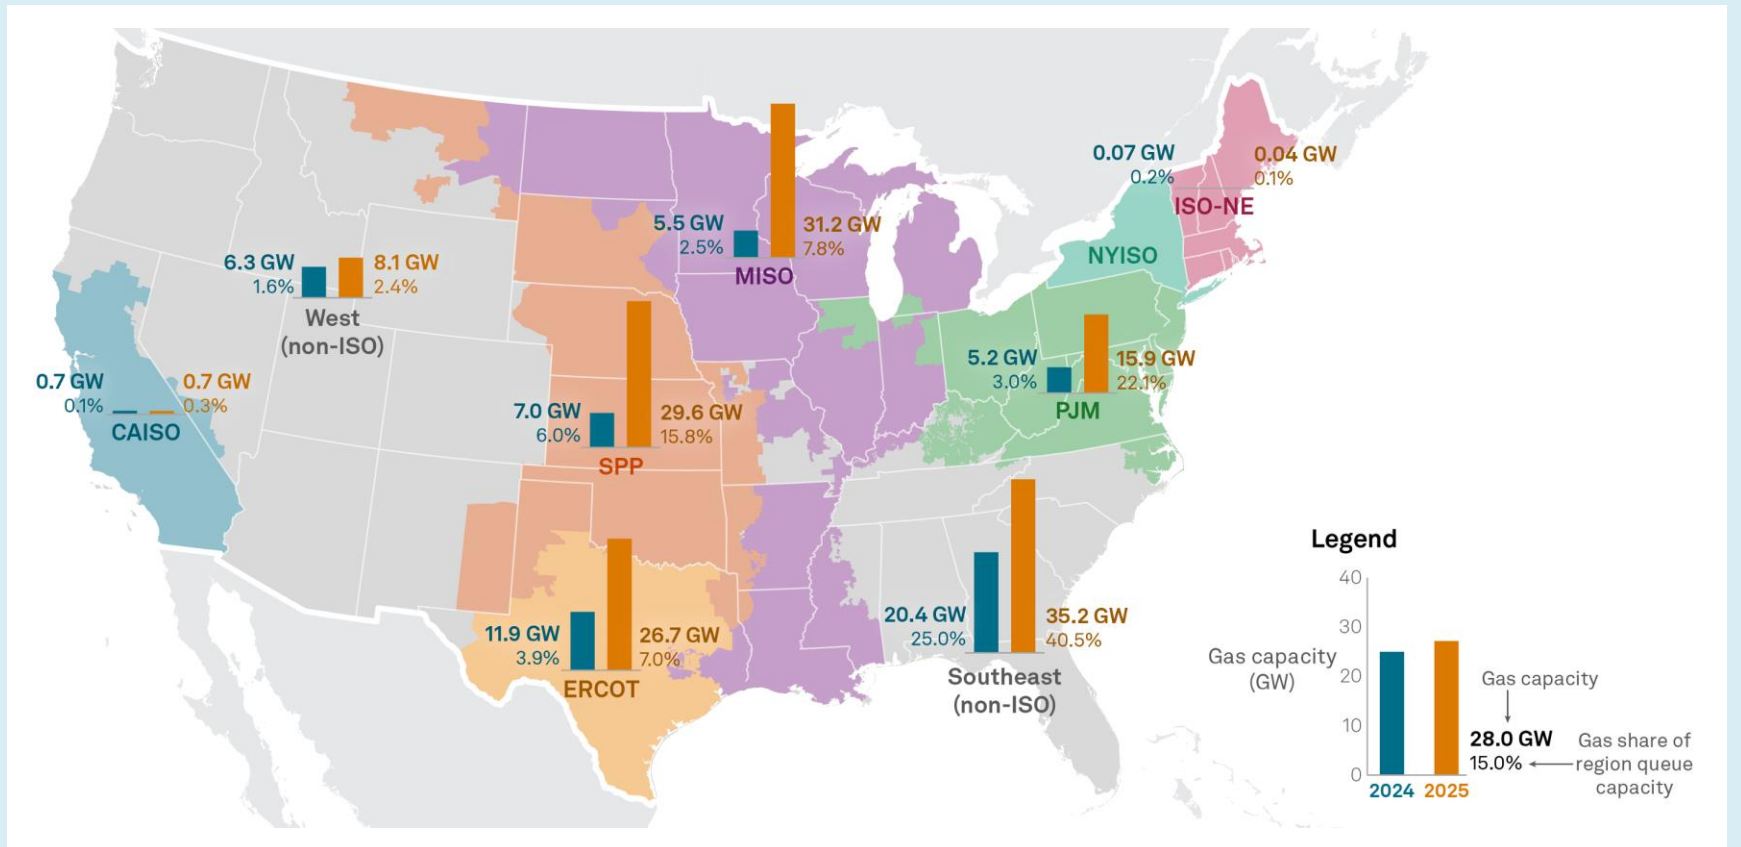 0.07 GW
0.2%
0.04 GW
0.1%
ISO-NE
NYISO
5.5 GW
2.5%
31.2 GW
7.8%
MISO
6.3 GW
1.6%
8.1 GW
2.4%
West
(non-ISO)
5.2 GW
3.0%
15.9 GW
22.1%
PJM
0.7 GW
0.1%
0.7 GW
0.3%
CAISO
7.0 GW
6.0%
29.6 GW
15.8%
SPP
11.9 GW
3.9%
26.7 GW
7.0%
ERCOT
20.4 GW
25.0%
35.2 GW
40.5%
Southeast
(non-ISO)
Legend
40
30
20
10
0
Gas capacity
(GW)
2024
2025
Gas capacity
28.0 GW
15.0%
Gas share of
region queue
capacity